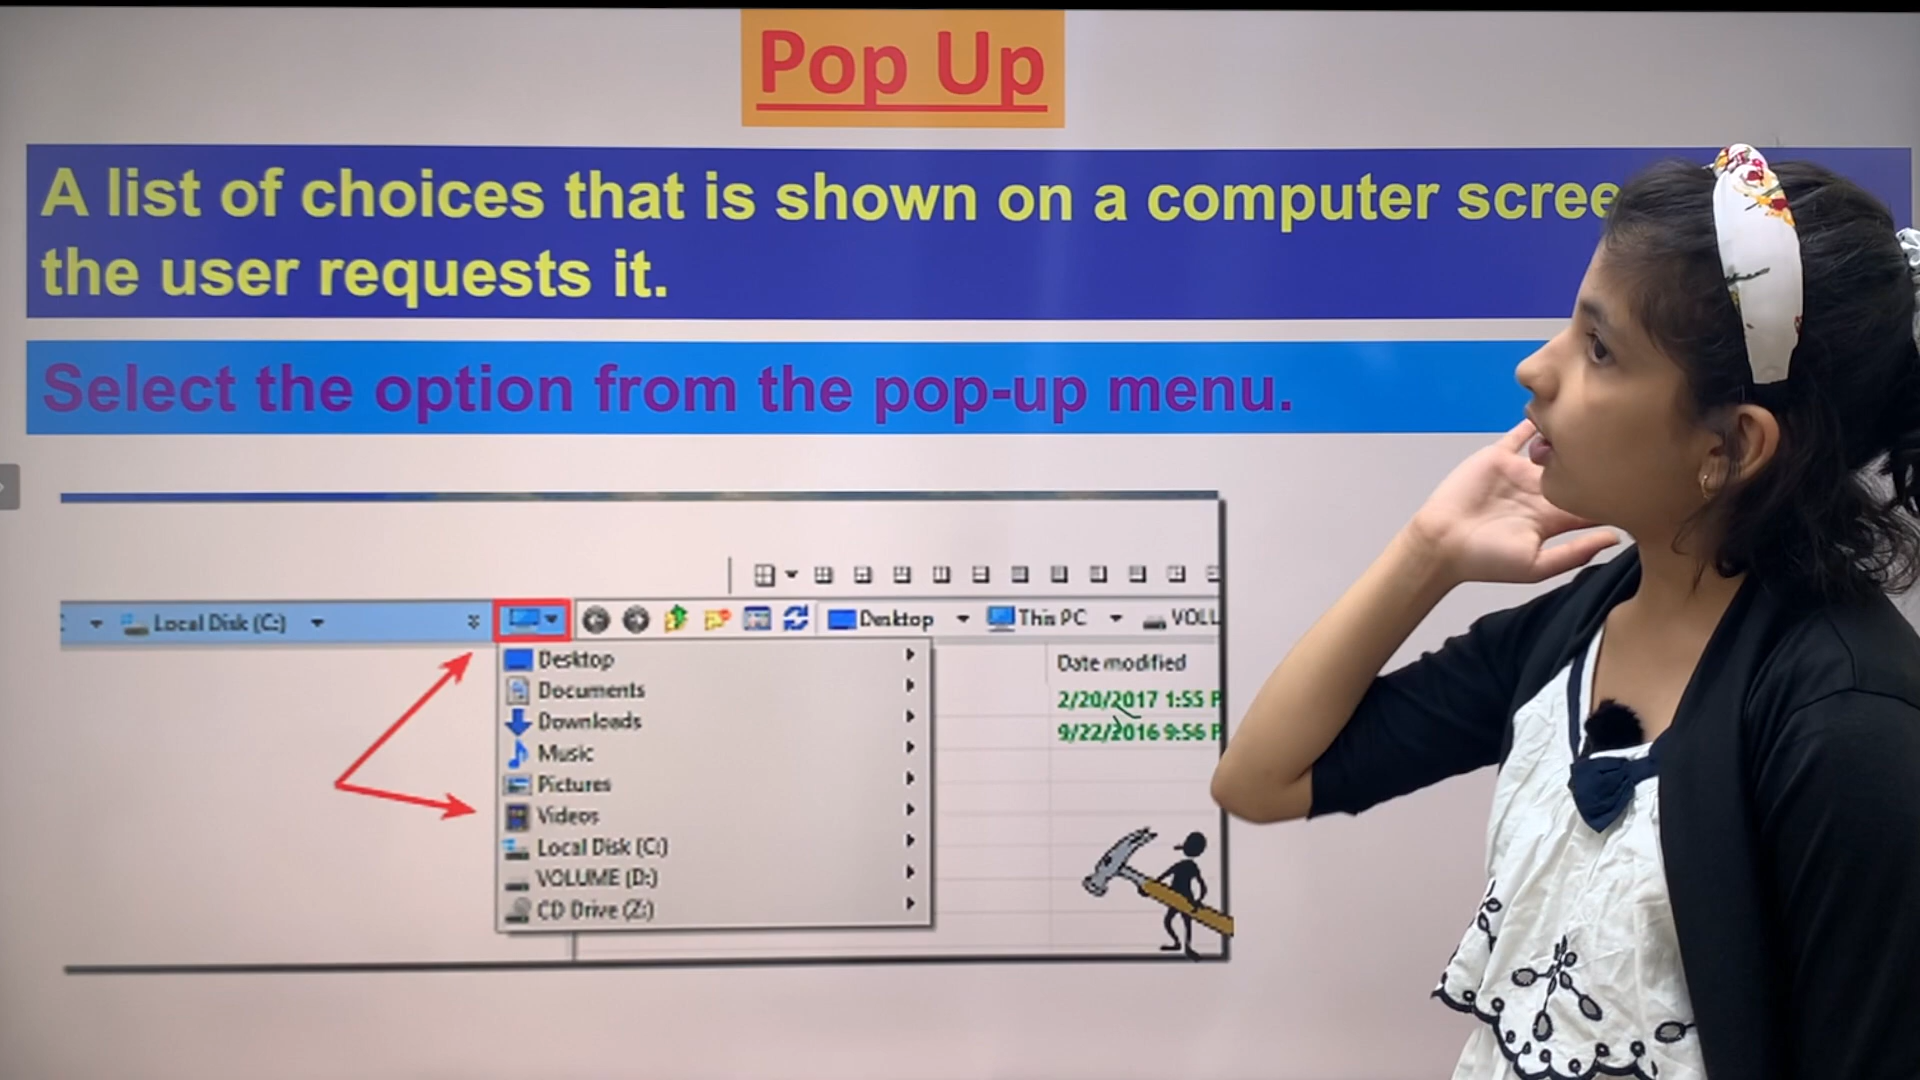 Pop Up
A list of choices that is shown on a computer
the user requests it.
Select the option from the pop-up menu.
Local Disk (C:)
Desktop
This PC
Desktop
Documents
Downloads
Music
Pictures
Videos
Local Disk (C:)
VOLUME (D:)
CD Drive (Z:)
Date modified
2/20/2017 1:55
9/22/2016 9:56